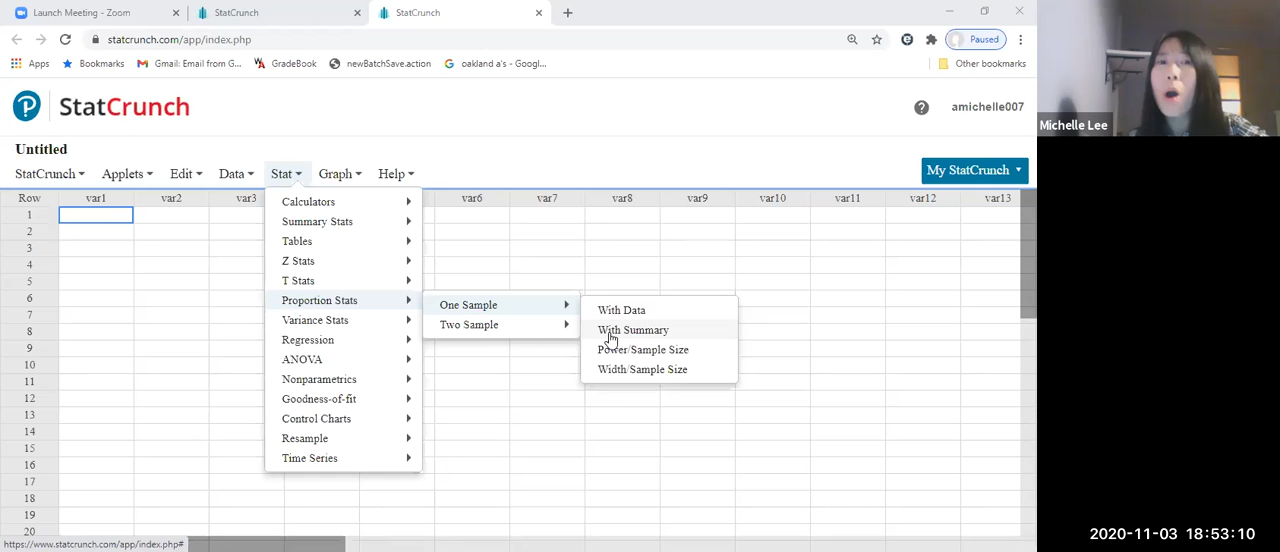 Launch Meeting - Zoom
StatCrunch
StatCrunch
statcrunch.com/app/index.php
Paused
Apps
Bookmarks
Gmail: Email from G...
GradeBook
newBatchSave.action
oakland a's - Googl...
Other bookmarks
StatCrunch
amichelle007
Michelle Lee
Untitled
StatCrunch Applets Edit Data Stat Graph Help
My StatCrunch
Row var1 var2 var3 var6 var7 var8 var9 var10 var11 var12 var13
1
2
3
4
5
6
7
8
9
10
11
12
13
14
15
16
17
18
19
20
Calculators
Summary Stats
Tables
Z Stats
T Stats
Proportion Stats
Variance Stats
Regression
ANOVA
Nonparametrics
Goodness-of-fit
Control Charts
Resample
Time Series
One Sample
Two Sample
With Data
With Summary
Power/Sample Size
Width/Sample Size
https://www.statcrunch.com/app/index.php#
2020-11-03 18:53:10